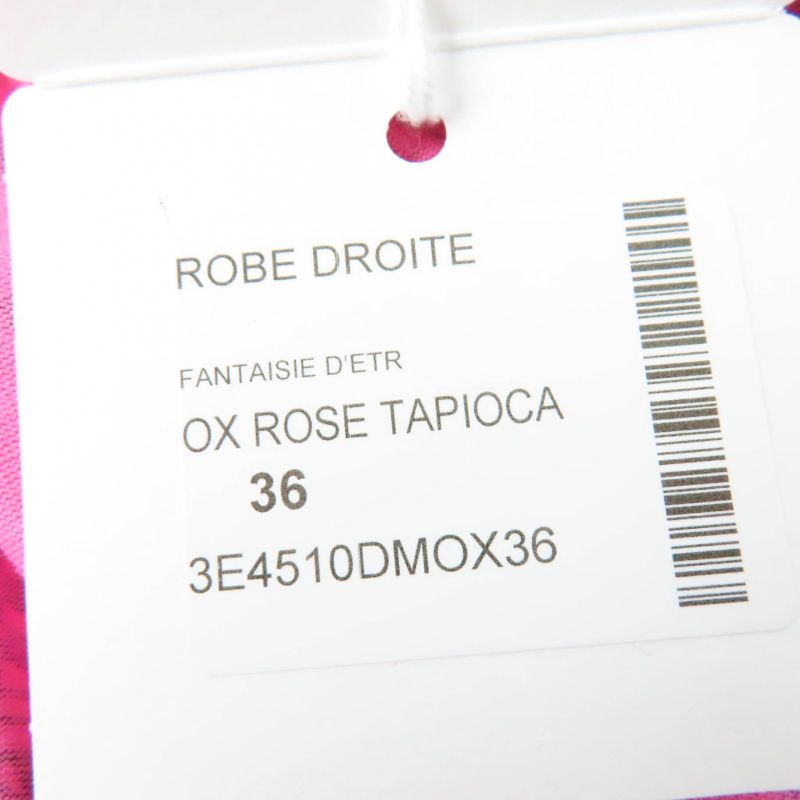 ROBE DROITE
FANTAISIE D'ETR
OX ROSE TAPIOCA
36
3E4510DMOX36